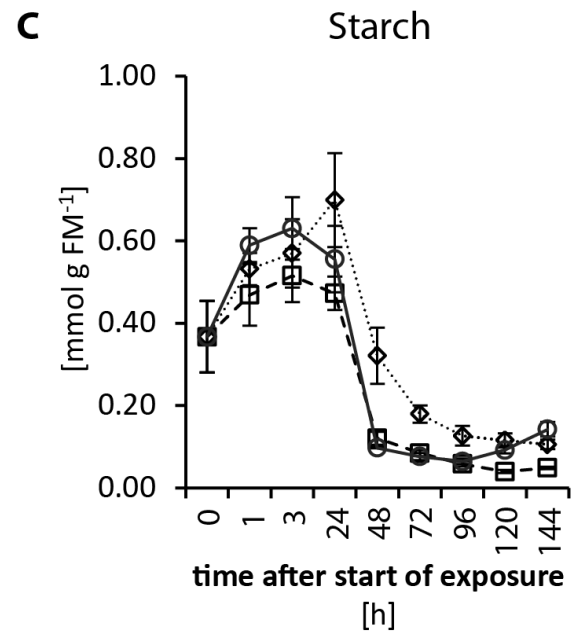 C
Starch
[mmol g FM-1]
1.00
0.80
0.60
0.40
0.20
0.00
0 1 3 24 48 72 96 120 144
time after start of exposure
[h]